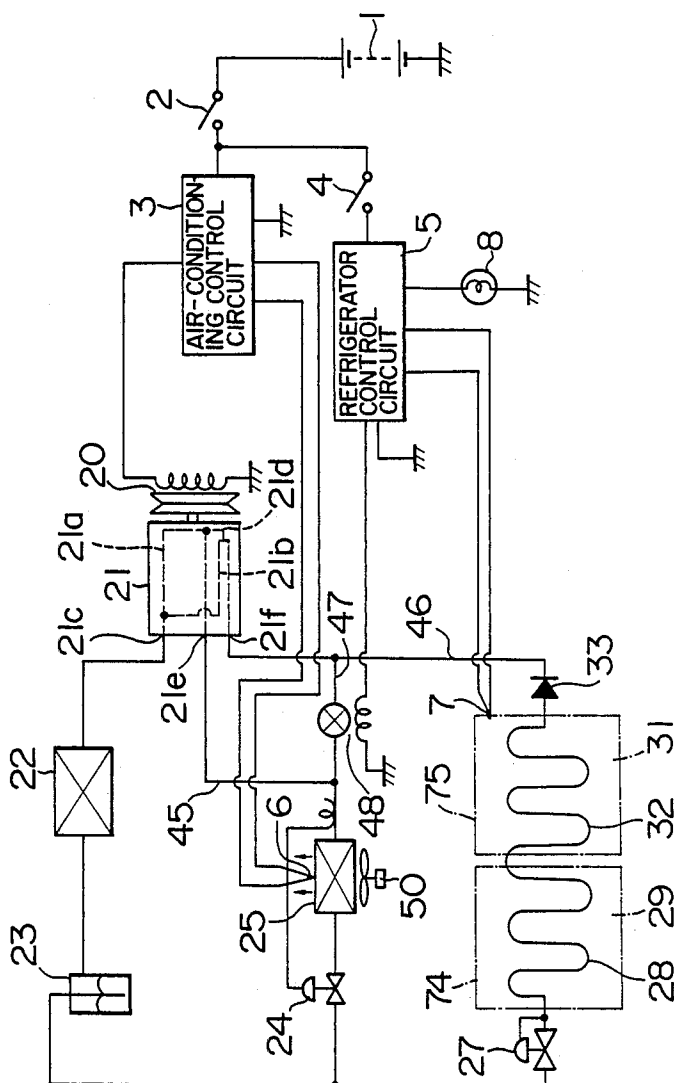 1
2
3
AIR-CONDITION-
ING CONTROL
CIRCUIT
4
5
REFRIGERATOR
CONTROL
CIRCUIT
8
20
21d
21a
21
21b
21c
21e
21f
47
46
22
45
6
48
7
33
31
75
32
25
50
23
24
74
29
28
27